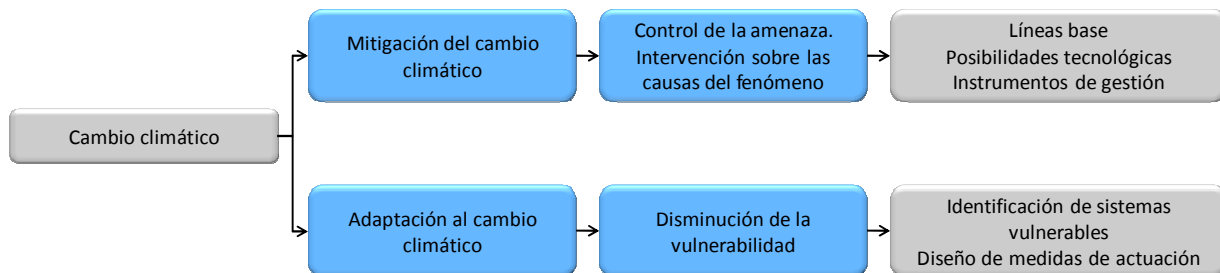 Cambio climático
Mitigación del cambio
climático
Control de la amenaza.
Intervención sobre las
causas del fenómeno
Líneas base
Posibilidades tecnológicas
Instrumentos de gestión
Adaptación al cambio
climático
Disminución de la
vulnerabilidad
Identificación de sistemas
vulnerables
Diseño de medidas de actuación